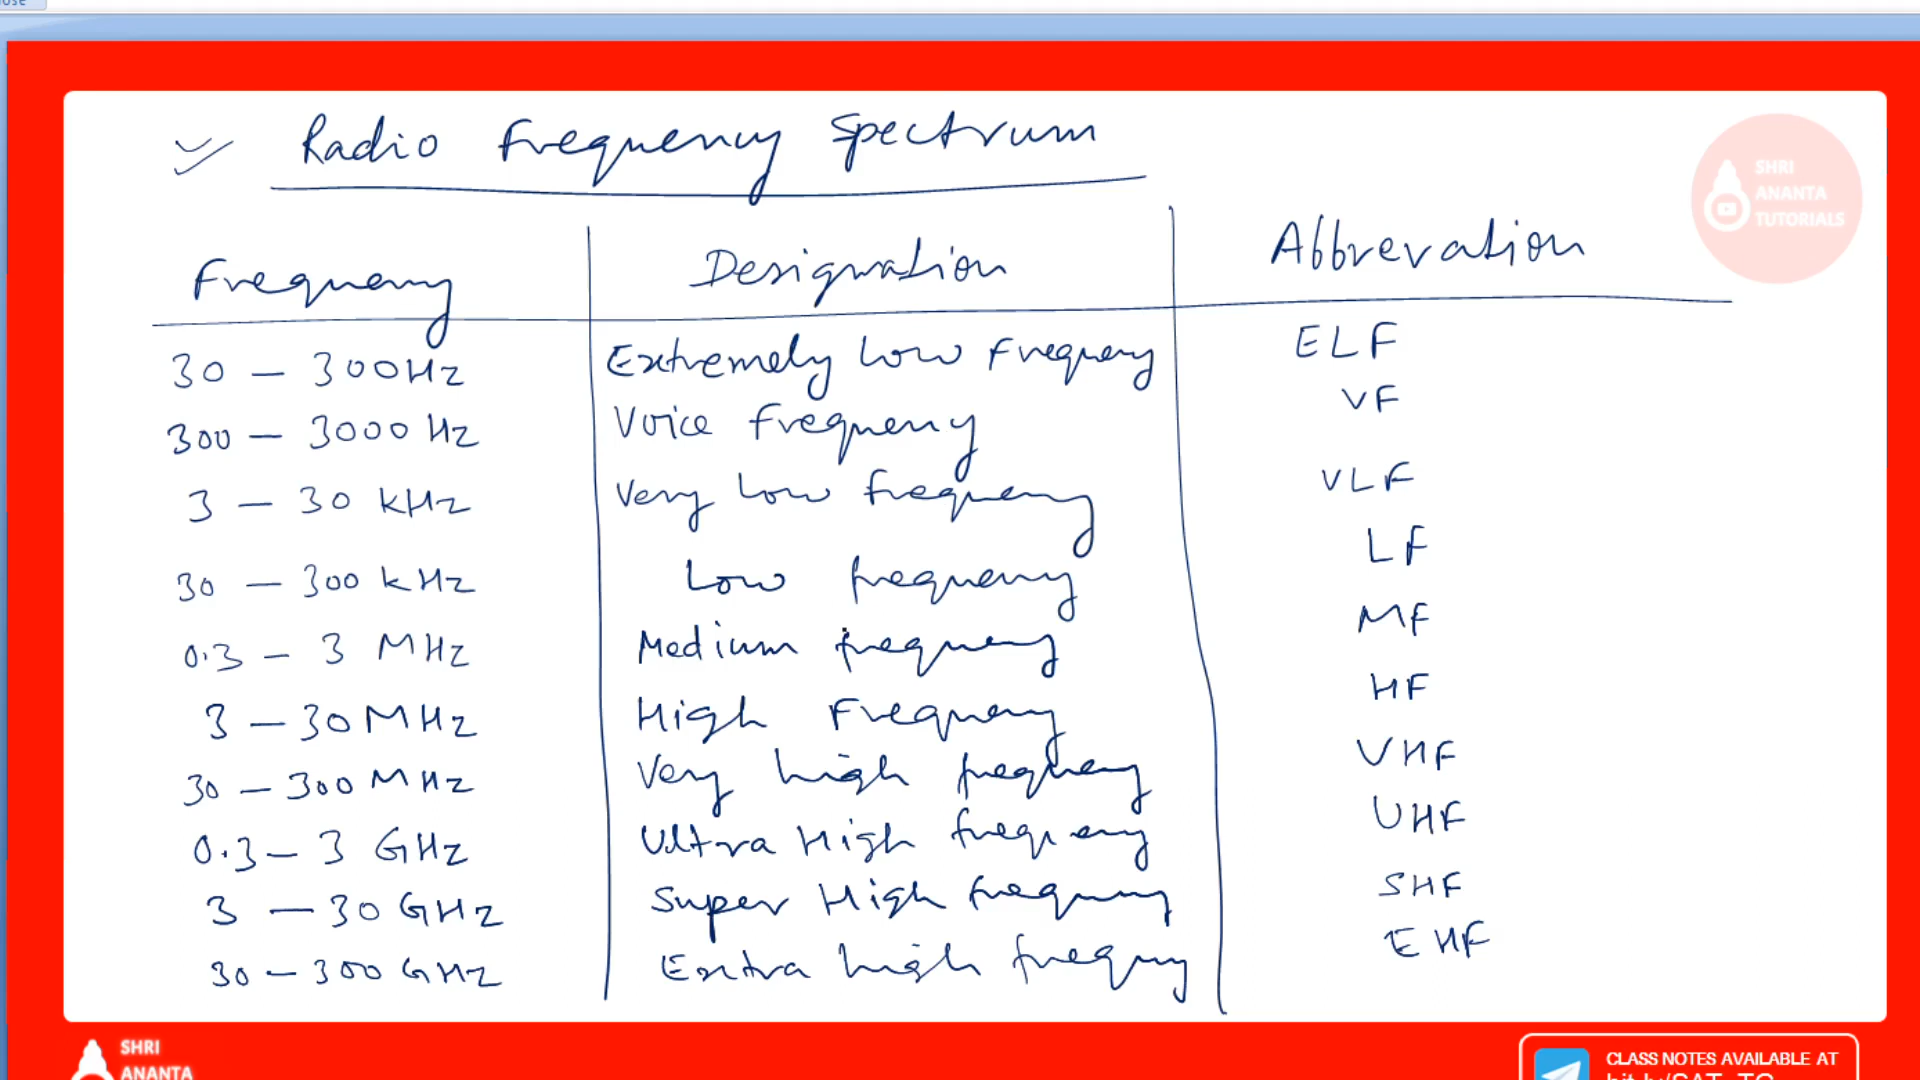 Radio Frequency Spectrum
SHRI
ANANTA
TUTORIALS
Frequency Designation Abbrevation
30 - 300Hz Extremely Low Frequency ELF
300 - 3000 Hz Voice Frequency VF
3 - 30 kHz Very Low frequency VLF
30 - 300 kHz Low frequency LF
0.3 - 3 MHz Medium frequency MF
3 - 30 MHz High Frequency HF
30 - 300 MHz Very high frequency VHF
0.3 - 3 GHz Ultra High frequency UHF
3 - 30 GHz Super High frequency SHF
30 - 300 GHz Extra high frequency EHF
SHRI
ANANTA
CLASS NOTES AVAILABLE AT